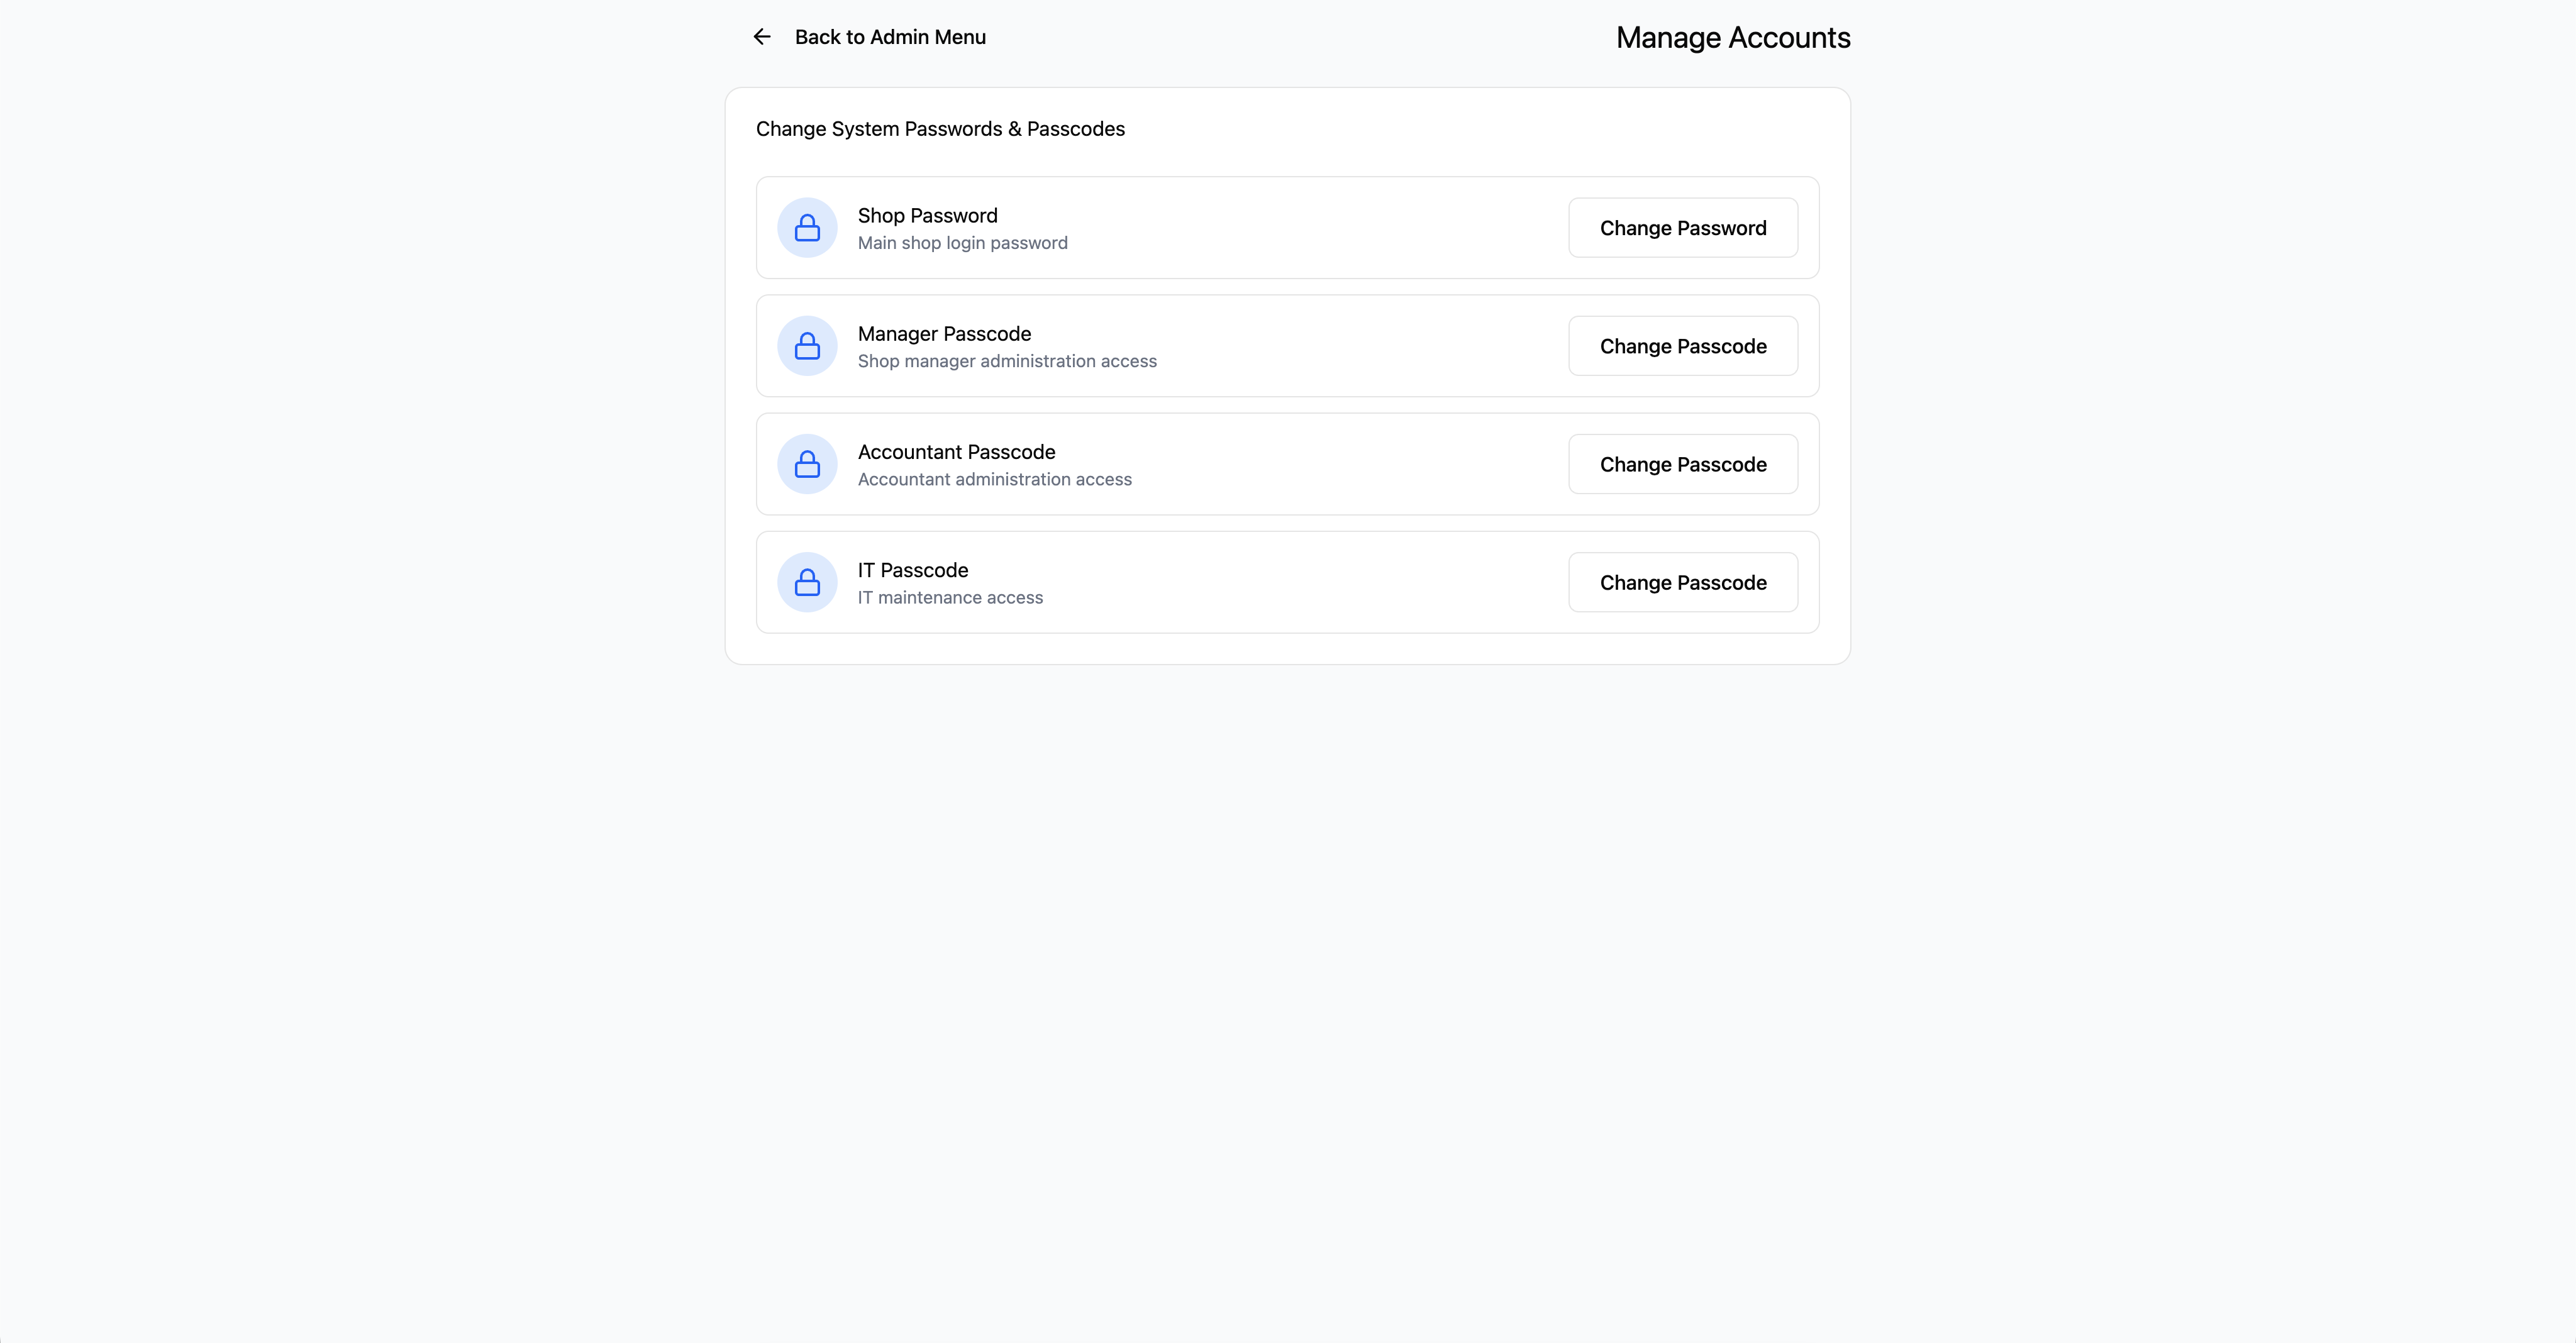 Back to Admin Menu
Manage Accounts
Change System Passwords & Passcodes
Shop Password
Main shop login password
Change Password
Manager Passcode
Shop manager administration access
Change Passcode
Accountant Passcode
Accountant administration access
Change Passcode
IT Passcode
IT maintenance access
Change Passcode